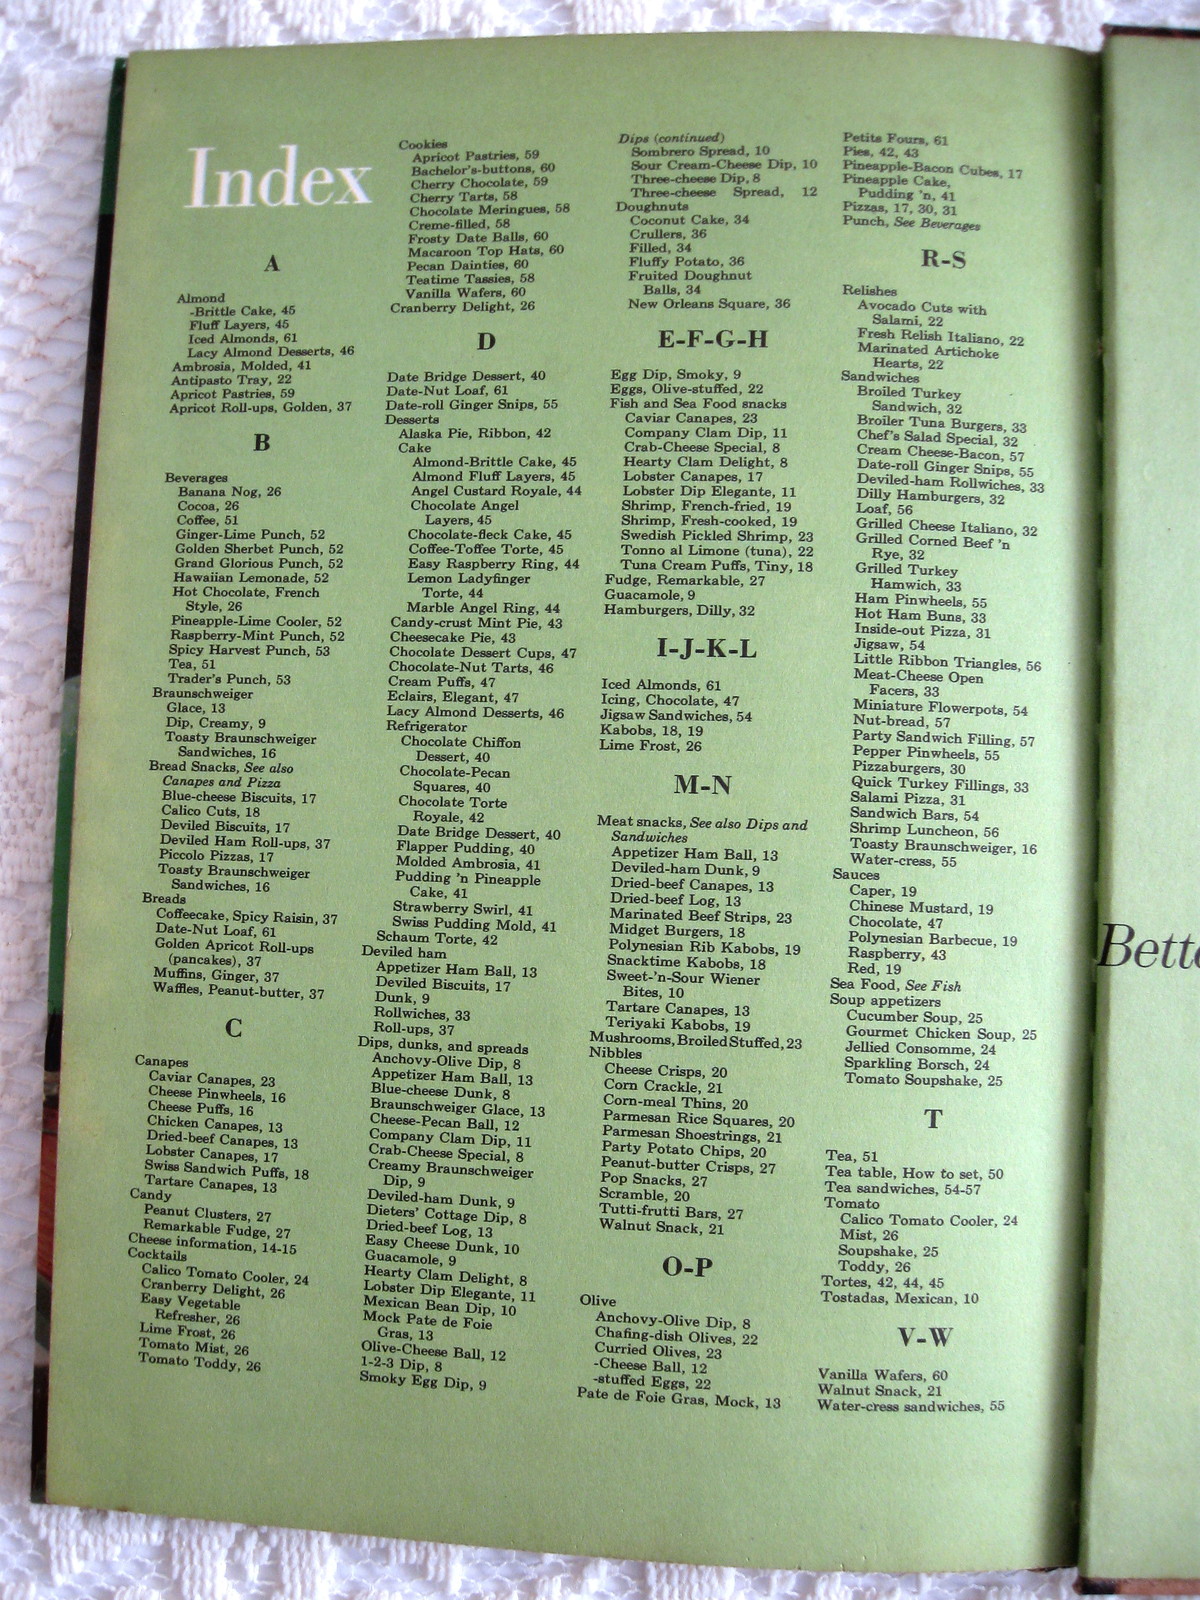 Index
A
Almond
-Brittle Cake, 45
Fluff Layers, 45
Iced Almonds, 61
Lacy Almond Desserts, 46
Ambrosia, Molded, 41
Antipasto Tray, 22
Apricot Pastries, 59
Apricot Roll-ups, Golden, 37
B
Beverages
Banana Nog, 26
Cocoa, 26
Coffee, 51
Ginger-Lime Punch, 52
Golden Sherbet Punch, 52
Grand Glorious Punch, 52
Hawaiian Lemonade, 52
Hot Chocolate, French
Style, 26
Pineapple-Lime Cooler, 52
Raspberry-Mint Punch, 52
Spicy Harvest Punch, 53
Tea, 51
Trader's Punch, 53
Braunschweiger
Glace, 13
Dip, Creamy, 9
Toasty Braunschweiger
Sandwiches, 16
Bread Snacks, See also
Canapes and Pizza
Blue-cheese Biscuits, 17
Calico Cuts, 18
Deviled Biscuits, 17
Deviled Ham Roll-ups, 37
Piccolo Pizzas, 17
Toasty Braunschweiger
Sandwiches, 16
Breads
Coffeecake, Spicy Raisin, 37
Date-Nut Loaf, 61
Golden Apricot Roll-ups
(pancakes), 37
Muffins, Ginger, 37
Waffles, Peanut-butter, 37
C
Canapes
Caviar Canapes, 23
Cheese Pinwheels, 16
Cheese Puffs, 16
Chicken Canapes, 13
Dried-beef Canapes, 13
Lobster Canapes, 17
Swiss Sandwich Puffs, 18
Tartare Canapes, 13
Candy
Peanut Clusters, 27
Remarkable Fudge, 27
Cheese information, 14-15
Cocktails
Calico Tomato Cooler, 24
Cranberry Delight, 26
Easy Vegetable
Refresher, 26
Lime Frost, 26
Tomato Mist, 26
Tomato Toddy, 26
Cookies
Apricot Pastries, 59
Bachelor's-buttons, 60
Cherry Chocolate, 59
Cherry Tarts, 58
Chocolate Meringues, 58
Creme-filled, 58
Frosty Date Balls, 60
Macaroon Top Hats, 60
Pecan Dainties, 60
Teatime Tassies, 58
Vanilla Wafers, 60
Cranberry Delight, 26
D
Date Bridge Dessert, 40
Date-Nut Loaf, 61
Date-roll Ginger Snips, 55
Desserts
Alaska Pie, Ribbon, 42
Cake
Almond-Brittle Cake, 45
Almond Fluff Layers, 45
Angel Custard Royale, 44
Chocolate Angel
Layers, 45
Chocolate-fleck Cake, 45
Coffee-Toffee Torte, 45
Easy Raspberry Ring, 44
Lemon Ladyfinger
Torte, 44
Marble Angel Ring, 44
Candy-crust Mint Pie, 43
Cheesecake Pie, 43
Chocolate Dessert Cups, 47
Chocolate-Nut Tarts, 46
Cream Puffs, 47
Eclairs, Elegant, 47
Lacy Almond Desserts, 46
Refrigerator
Chocolate Chiffon
Dessert, 40
Chocolate-Pecan
Squares, 40
Chocolate Torte
Royale, 42
Date Bridge Dessert, 40
Flapper Pudding, 40
Molded Ambrosia, 41
Pudding 'n Pineapple
Cake, 41
Strawberry Swirl, 41
Swiss Pudding Mold, 41
Schaum Torte, 42
Deviled ham
Appetizer Ham Ball, 13
Deviled Biscuits, 17
Dunk, 9
Rollwiches, 33
Roll-ups, 37
Dips, dunks, and spreads
Anchovy-Olive Dip, 8
Appetizer Ham Ball, 13
Blue-cheese Dunk, 8
Braunschweiger Glace, 13
Cheese-Pecan Ball, 12
Company Clam Dip, 11
Crab-Cheese Special, 8
Creamy Braunschweiger
Dip, 9
Deviled-ham Dunk, 9
Dieters' Cottage Dip, 8
Dried-beef Log, 13
Easy Cheese Dunk, 10
Guacamole, 9
Hearty Clam Delight, 8
Lobster Dip Elegante, 11
Mexican Bean Dip, 10
Mock Pate de Foie
Gras, 13
Olive-Cheese Ball, 12
1-2-3 Dip, 8
Smoky Egg Dip, 9
Dips (continued)
Sombrero Spread, 10
Sour Cream-Cheese Dip, 10
Three-cheese Dip, 8
Three-cheese Spread, 12
Doughnuts
Coconut Cake, 34
Crullers, 36
Filled, 34
Fluffy Potato, 36
Fruited Doughnut
Balls, 34
New Orleans Square, 36
E-F-G-H
Egg Dip, Smoky, 9
Eggs, Olive-stuffed, 22
Fish and Sea Food snacks
Caviar Canapes, 23
Company Clam Dip, 11
Crab-Cheese Special, 8
Hearty Clam Delight, 8
Lobster Canapes, 17
Lobster Dip Elegante, 11
Shrimp, French-fried, 19
Shrimp, Fresh-cooked, 19
Swedish Pickled Shrimp, 23
Tonno al Limone (tuna), 22
Tuna Cream Puffs, Tiny, 18
Fudge, Remarkable, 27
Guacamole, 9
Hamburgers, Dilly, 32
I-J-K-L
Iced Almonds, 61
Icing, Chocolate, 47
Jigsaw Sandwiches, 54
Kabobs, 18, 19
Lime Frost, 26
M-N
Meat snacks, See also Dips and
Sandwiches
Appetizer Ham Ball, 13
Deviled-ham Dunk, 9
Dried-beef Canapes, 13
Dried-beef Log, 13
Marinated Beef Strips, 23
Midget Burgers, 18
Polynesian Rib Kabobs, 19
Snacktime Kabobs, 18
Sweet-'n-Sour Wiener
Bites, 10
Tartare Canapes, 13
Teriyaki Kabobs, 19
Mushrooms, Broiled Stuffed, 23
Nibbles
Cheese Crisps, 20
Corn Crackle, 21
Corn-meal Thins, 20
Parmesan Rice Squares, 20
Parmesan Shoestrings, 21
Party Potato Chips, 20
Peanut-butter Crisps, 27
Pop Snacks, 27
Scramble, 20
Tutti-frutti Bars, 27
Walnut Snack, 21
O-P
Olive
Anchovy-Olive Dip, 8
Chafing-dish Olives, 22
Curried Olives, 23
-Cheese Ball, 12
-stuffed Eggs, 22
Pate de Foie Gras, Mock, 13
Petits Fours, 61
Pies, 42, 43
Pineapple-Bacon Cubes, 17
Pineapple Cake,
Pudding 'n, 41
Pizzas, 17, 30, 31
Punch, See Beverages
R-S
Relishes
Avocado Cuts with
Salami, 22
Fresh Relish Italiano, 22
Marinated Artichoke
Hearts, 22
Sandwiches
Broiled Turkey
Sandwich, 32
Broiler Tuna Burgers, 33
Chef's Salad Special, 32
Cream Cheese-Bacon, 57
Date-roll Ginger Snips, 55
Deviled-ham Rollwiches, 33
Dilly Hamburgers, 32
Loaf, 56
Grilled Cheese Italiano, 32
Grilled Corned Beef 'n
Rye, 32
Grilled Turkey
Hamwich, 33
Ham Pinwheels, 55
Hot Ham Buns, 33
Inside-out Pizza, 31
Jigsaw, 54
Little Ribbon Triangles, 56
Meat-Cheese Open
Facers, 33
Miniature Flowerpots, 54
Nut-bread, 57
Party Sandwich Filling, 57
Pepper Pinwheels, 55
Pizzaburgers, 30
Quick Turkey Fillings, 33
Salami Pizza, 31
Sandwich Bars, 54
Shrimp Luncheon, 56
Toasty Braunschweiger, 16
Water-cress, 55
Sauces
Caper, 19
Chinese Mustard, 19
Chocolate, 47
Polynesian Barbecue, 19
Raspberry, 43
Red, 19
Sea Food, See Fish
Soup appetizers
Cucumber Soup, 25
Gourmet Chicken Soup, 25
Jellied Consomme, 24
Sparkling Borsch, 24
Tomato Soupshake, 25
T
Tea, 51
Tea table, How to set, 50
Tea sandwiches, 54-57
Tomato
Calico Tomato Cooler, 24
Mist, 26
Soupshake, 25
Toddy, 26
Tortes, 42, 44, 45
Tostadas, Mexican, 10
V-W
Vanilla Wafers, 60
Walnut Snack, 21
Water-cress sandwiches, 55